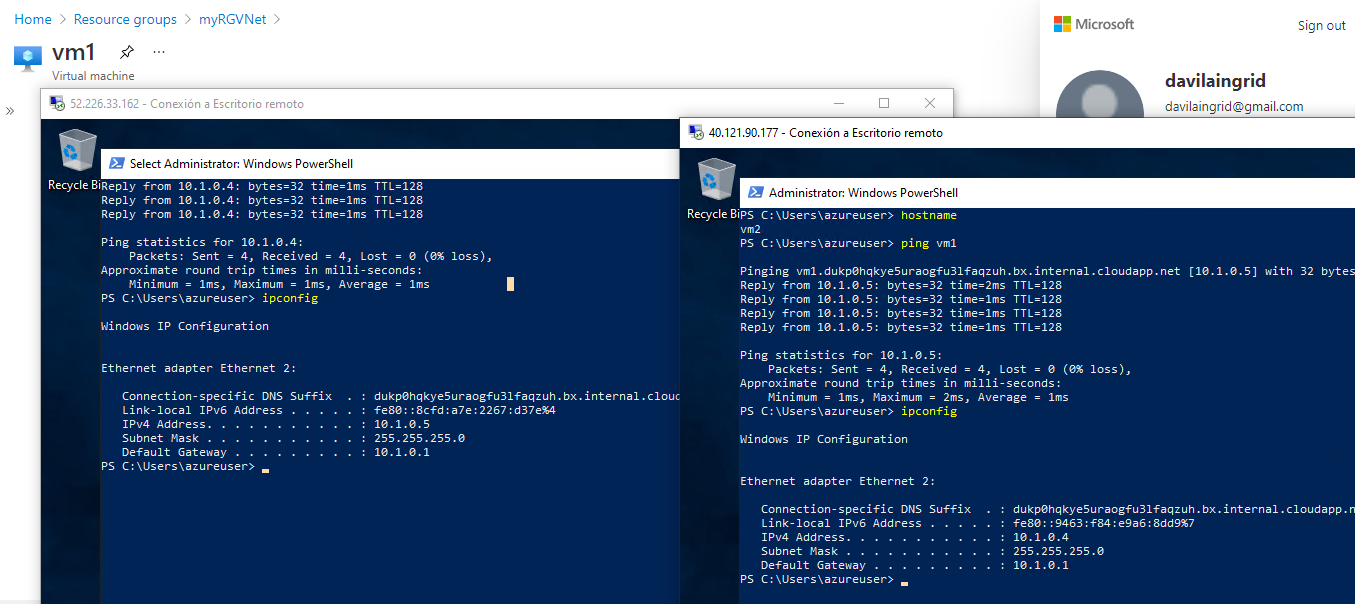 Home > Resource groups > myRGVNet >
vm1 ...
Virtual machine
»
Microsoft
Sign out
davilaingrid
davilaingrid@gmail.com
52.226.33.162 - Conexión a Escritorio remoto
Recycle Bi
Select Administrator: Windows PowerShell
Reply from 10.1.0.4: bytes=32 time=1ms TTL=128
Reply from 10.1.0.4: bytes=32 time=1ms TTL=128
Reply from 10.1.0.4: bytes=32 time=1ms TTL=128
Ping statistics for 10.1.0.4:
Packets: Sent = 4, Received = 4, Lost = 0 (0% loss),
Approximate round trip times in milli-seconds:
Minimum = 1ms, Maximum = 1ms, Average = 1ms
PS C:\Users\azureuser> ipconfig
Windows IP Configuration
Ethernet adapter Ethernet 2:
Connection-specific DNS Suffix  . : dukp0hqkye5uraogfu3lfaqzuh.bx.internal.cloud
Link-local IPv6 Address . . . . . : fe80::8cfd:a7e:2267:d37e%4
IPv4 Address. . . . . . . . . . . : 10.1.0.5
Subnet Mask . . . . . . . . . . . : 255.255.255.0
Default Gateway . . . . . . . . . : 10.1.0.1
PS C:\Users\azureuser>
40.121.90.177 - Conexión a Escritorio remoto
Recycle Bi
Administrator: Windows PowerShell
PS C:\Users\azureuser> hostname
vm2
PS C:\Users\azureuser> ping vm1
Pinging vm1.dukp0hqkye5uraogfu3lfaqzuh.bx.internal.cloudapp.net [10.1.0.5] with 32 bytes
Reply from 10.1.0.5: bytes=32 time=2ms TTL=128
Reply from 10.1.0.5: bytes=32 time=1ms TTL=128
Reply from 10.1.0.5: bytes=32 time=1ms TTL=128
Reply from 10.1.0.5: bytes=32 time=1ms TTL=128
Ping statistics for 10.1.0.5:
Packets: Sent = 4, Received = 4, Lost = 0 (0% loss),
Approximate round trip times in milli-seconds:
Minimum = 1ms, Maximum = 2ms, Average = 1ms
PS C:\Users\azureuser> ipconfig
Windows IP Configuration
Ethernet adapter Ethernet 2:
Connection-specific DNS Suffix  . : dukp0hqkye5uraogfu3lfaqzuh.bx.internal.cloudapp.n
Link-local IPv6 Address . . . . . : fe80::9463:f84:e9a6:8dd9%7
IPv4 Address. . . . . . . . . . . : 10.1.0.4
Subnet Mask . . . . . . . . . . . : 255.255.255.0
Default Gateway . . . . . . . . . : 10.1.0.1
PS C:\Users\azureuser>